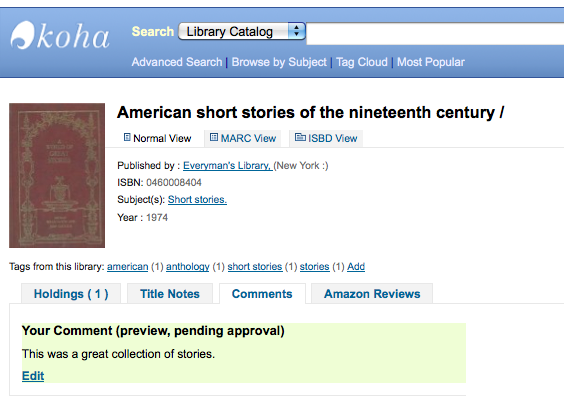 koha
Search Library Catalog
Advanced Search | Browse by Subject | Tag Cloud | Most Popular
American short stories of the nineteenth century /
Normal View MARC View ISBD View
Published by : Everyman's Library, (New York :)
ISBN: 0460008404
Subject(s): Short stories.
Year : 1974
Tags from this library: american (1) anthology (1) short stories (1) stories (1) Add
Holdings ( 1 ) Title Notes Comments Amazon Reviews
Your Comment (preview, pending approval)
This was a great collection of stories.
Edit